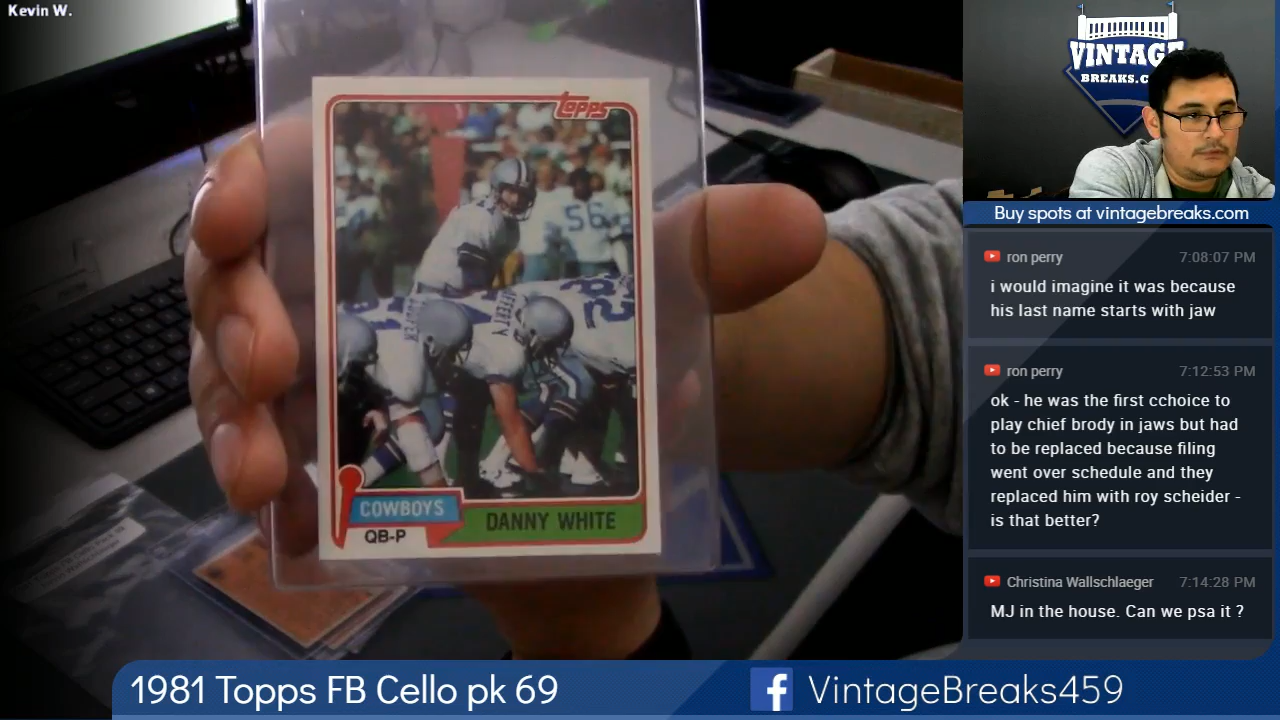 Kevin W.
TOPPS
56
RAFFERTY
62
COWBOYS
QB-P
DANNY WHITE
VINTAGE
BREAKS.C
Buy spots at vintagebreaks.com
ron perry 7:08:07 PM
i would imagine it was because
his last name starts with jaw
ron perry 7:12:53 PM
ok - he was the first cchoice to
play chief brody in jaws but had
to be replaced because filing
went over schedule and they
replaced him with roy scheider -
is that better?
Christina Wallschlaeger 7:14:28 PM
MJ in the house. Can we psa it ?
1981 Topps FB Cello pk 69
VintageBreaks459